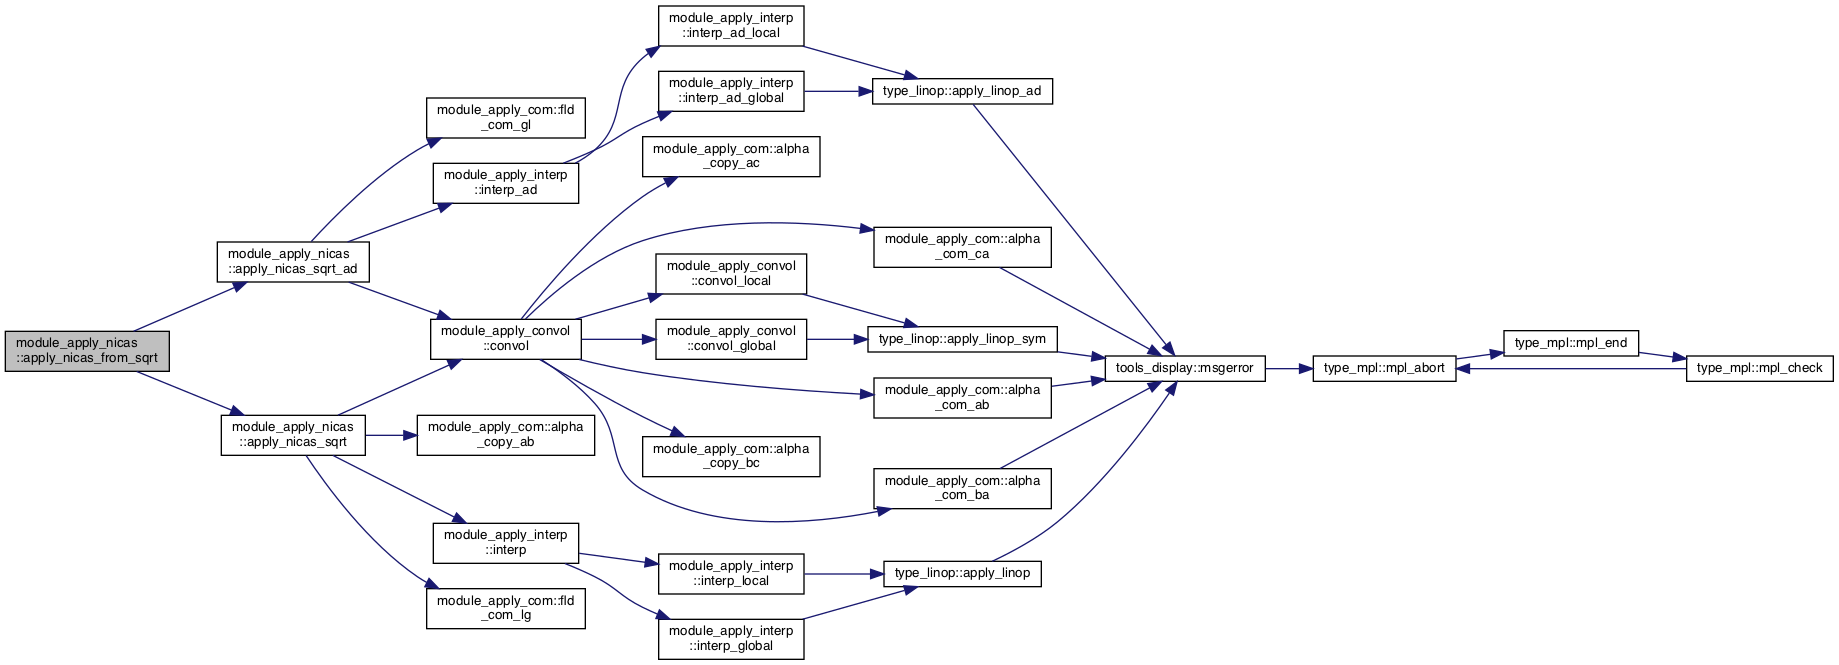 module_apply_interp
::interp_ad_local
module_apply_interp
::interp_ad_global
type_linop::apply_linop_ad
module_apply_com::fld
_com_gl
module_apply_com::alpha
_copy_ac
module_apply_interp
::interp_ad
module_apply_nicas
::apply_nicas_sqrt_ad
module_apply_com::alpha
_com_ca
module_apply_convol
::convol_local
module_apply_nicas
::apply_nicas_from_sqrt
module_apply_convol
::convol
module_apply_convol
::convol_global
type_linop::apply_linop_sym
tools_display::msgerror
type_mpl::mpl_abort
type_mpl::mpl_end
type_mpl::mpl_check
module_apply_com::alpha
_com_ab
module_apply_nicas
::apply_nicas_sqrt
module_apply_com::alpha
_copy_ab
module_apply_com::alpha
_copy_bc
module_apply_com::alpha
_com_ba
module_apply_interp
::interp
module_apply_interp
::interp_local
type_linop::apply_linop
module_apply_com::fld
_com_lg
module_apply_interp
::interp_global